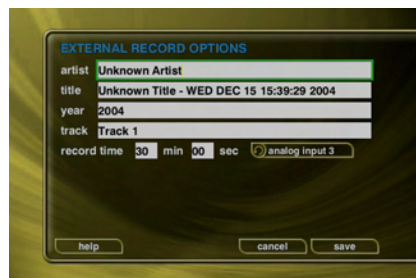 EXTERNAL RECORD OPTIONS
artist Unknown Artist
title Unknown Title - WED DEC 15 15:39:29 2004
year 2004
track Track 1
record time 30 min 00 sec analog input 3
help cancel save